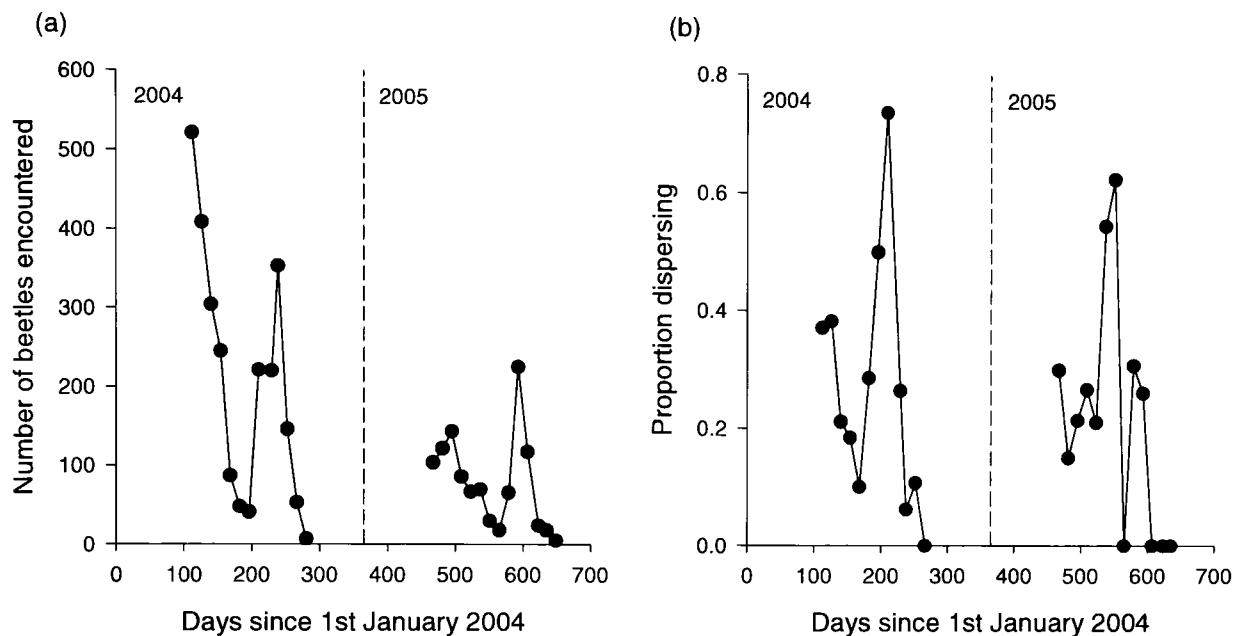 (a)
600
500
400
300
200
100
0
2004
2005
Number of beetles encountered
0 100 200 300 400 500 600 700
Days since 1st January 2004
(b)
0.8
0.6
0.4
0.2
0.0
2004
2005
Proportion dispersing
0 100 200 300 400 500 600 700
Days since 1st January 2004